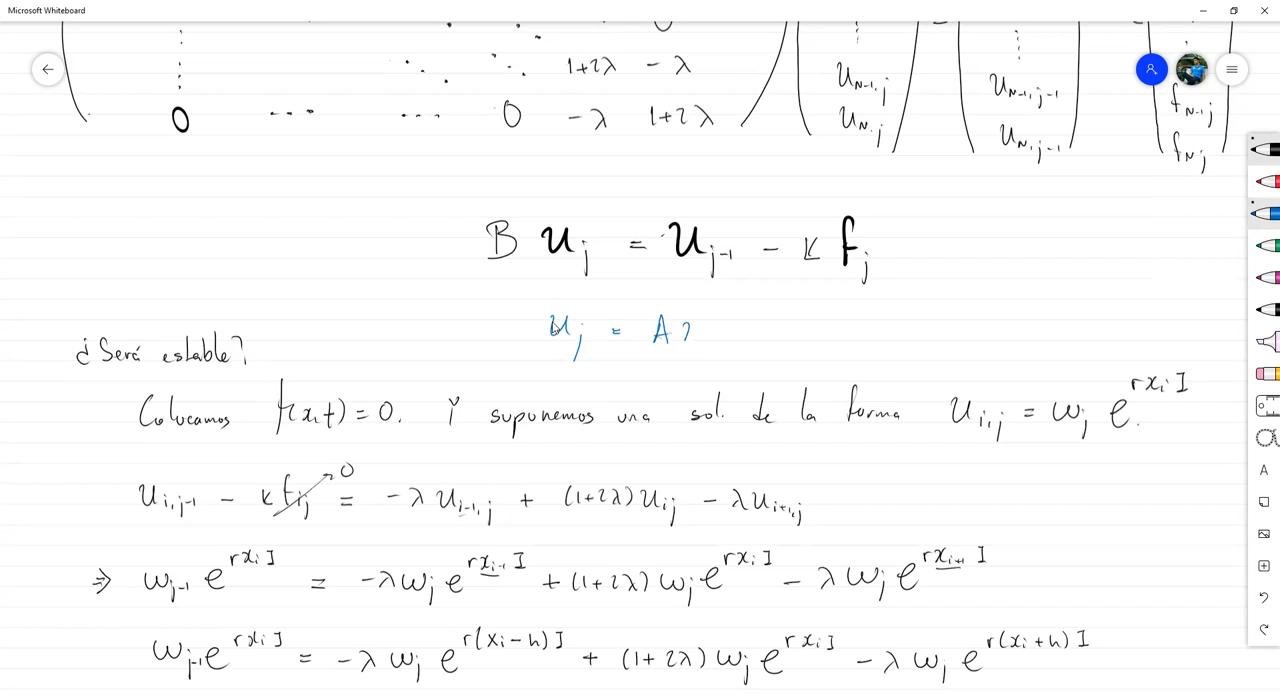 Microsoft Whiteboard
0
⋮ ⋱ ⋱ 1+2λ -λ
0 ⋯ ⋯ 0 -λ 1+2λ
⋮ u_{N-1,j} u_{N,j}
⋮ u_{N-1,j-1} u_{N,j-1}
⋮ f_{N-1,j} f_{N,j}
B u_j = u_{j-1} - k f_j
u_j = A ?
¿Será estable?
Colocamos f(x,t)=0. Y suponemos una sol. de la forma u_{i,j} = w_j e^{r x_i I}.
u_{i,j-1} - k f_{ij} → 0 = -λ u_{i-1,j} + (1+2λ) u_{ij} - λ u_{i+1,j}
⇒ w_{j-1} e^{r x_i I} = -λ w_j e^{r x_{i-1} I} + (1+2λ) w_j e^{r x_i I} - λ w_j e^{r x_{i+1} I}
w_{j-1} e^{r x_i I} = -λ w_j e^{r(x_i - h) I} + (1+2λ) w_j e^{r x_i I} - λ w_j e^{r(x_i + h) I}